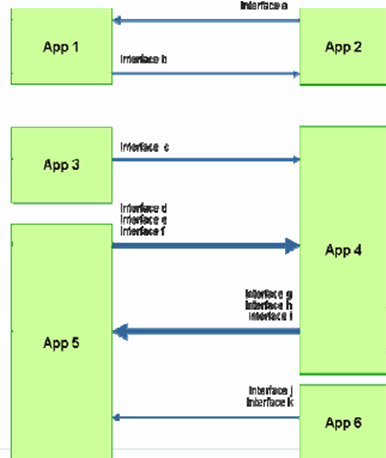 Interface a
App 1
App 2
Interface b
Interface c
App 3
Interface d
Interface e
Interface f
App 4
Interface g
Interface h
Interface i
App 5
Interface j
Interface k
App 6